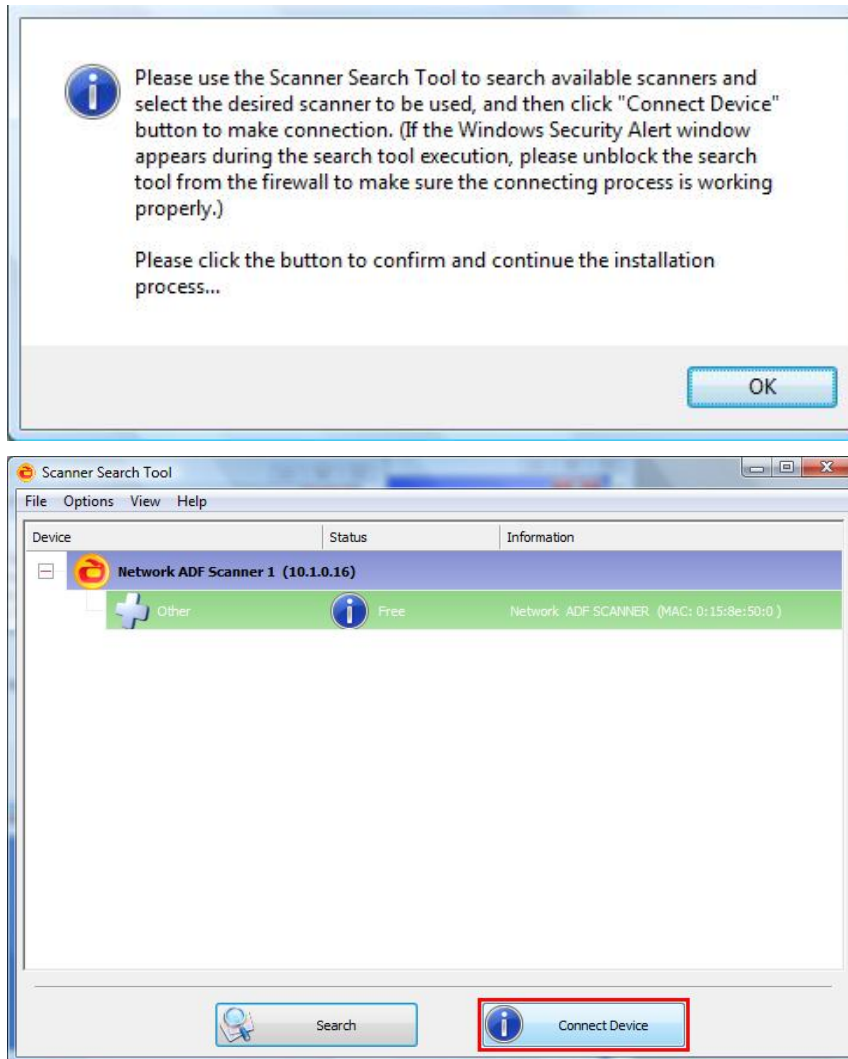 Please use the Scanner Search Tool to search available scanners and
select the desired scanner to be used, and then click "Connect Device"
button to make connection. (If the Windows Security Alert window
appears during the search tool execution, please unblock the search
tool from the firewall to make sure the connecting process is working
properly.)
Please click the button to confirm and continue the installation
process...
OK
Scanner Search Tool
File Options View Help
Device Status Information
Network ADF Scanner 1 (10.1.0.16)
Other Free Network ADF SCANNER (MAC: 0:15:8e:50:0 )
Search Connect Device